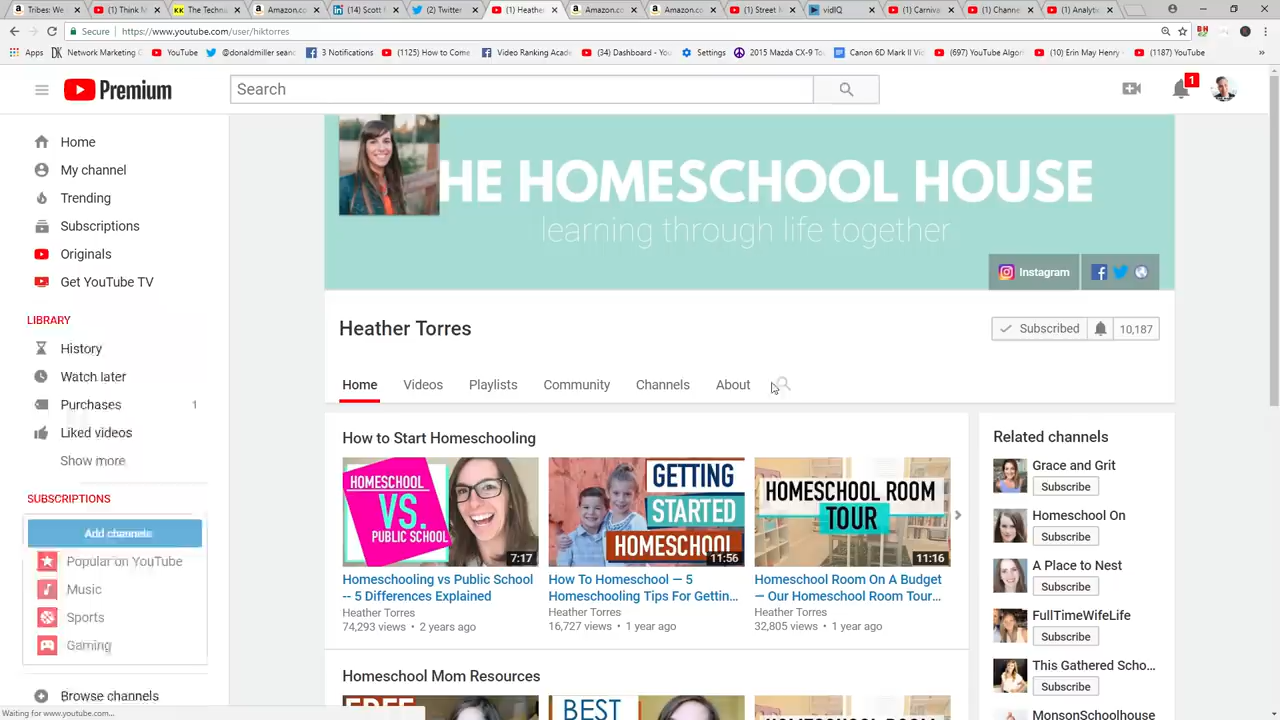 Tribes: We
(1) Think M
KK The Techna
Amazon.co
(14) Scott
(2) Twitter
(1) Heather
Amazon.co
Amazon.co
(1) Street M
vidIQ
(1) Carniva
(1) Channe
(1) Analytic
Secure https://www.youtube.com/user/hiktorres
Apps Network Marketing YouTube @donaldmiller sean 3 Notifications (1125) How to Come Video Ranking Acade (34) Dashboard - You Settings 2015 Mazda CX-9 To Canon 6D Mark II Vi (697) YouTube Algor (10) Erin May Henry (1187) YouTube
Premium
Search
1
Home
My channel
Trending
Subscriptions
Originals
Get YouTube TV
LIBRARY
History
Watch later
Purchases 1
Liked videos
Show more
SUBSCRIPTIONS
Add channels
Popular on YouTube
Music
Sports
Gaming
Browse channels
HE HOMESCHOOL HOUSE
learning through life together
Instagram
Heather Torres
Subscribed 10,187
Home Videos Playlists Community Channels About
How to Start Homeschooling
HOMESCHOOL
VS.
PUBLIC SCHOOL
7:17
GETTING
STARTED
HOMESCHOOL
11:56
HOMESCHOOL ROOM
TOUR
11:16
Homeschooling vs Public School
-- 5 Differences Explained
Heather Torres
74,293 views • 2 years ago
How To Homeschool — 5
Homeschooling Tips For Gettin...
Heather Torres
16,727 views • 1 year ago
Homeschool Room On A Budget
— Our Homeschool Room Tour...
Heather Torres
32,805 views • 1 year ago
Homeschool Mom Resources
FREE
BEST
HOMESCHOOL ROOM
Related channels
Grace and Grit
Subscribe
Homeschool On
Subscribe
A Place to Nest
Subscribe
FullTimeWifeLife
Subscribe
This Gathered Scho...
Subscribe
MonsonSchoolhouse
Waiting for www.youtube.com...